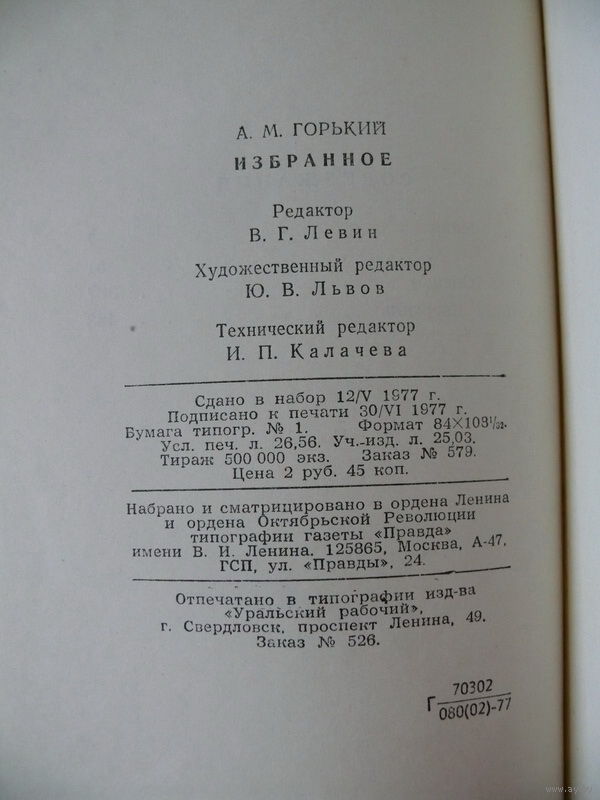 А. М. ГОРЬКИЙ
ИЗБРАННОЕ
Редактор
В. Г. Левин
Художественный редактор
Ю. В. Львов
Технический редактор
И. П. Калачева
Сдано в набор 12/V 1977 г.
Подписано к печати 30/VI 1977 г.
Бумага типогр. № 1. Формат 84×108¹/₃₂.
Усл. печ. л. 26,56. Уч.-изд. л. 25,03.
Тираж 500 000 экз. Заказ № 579.
Цена 2 руб. 45 коп.
Набрано и сматрицировано в ордена Ленина
и ордена Октябрьской Революции
типографии газеты «Правда»
имени В. И. Ленина. 125865, Москва, А-47,
ГСП, ул. «Правды», 24.
Отпечатано в типографии изд-ва
«Уральский рабочий»,
г. Свердловск, проспект Ленина, 49.
Заказ № 526.
Г 70302
080(02)-77